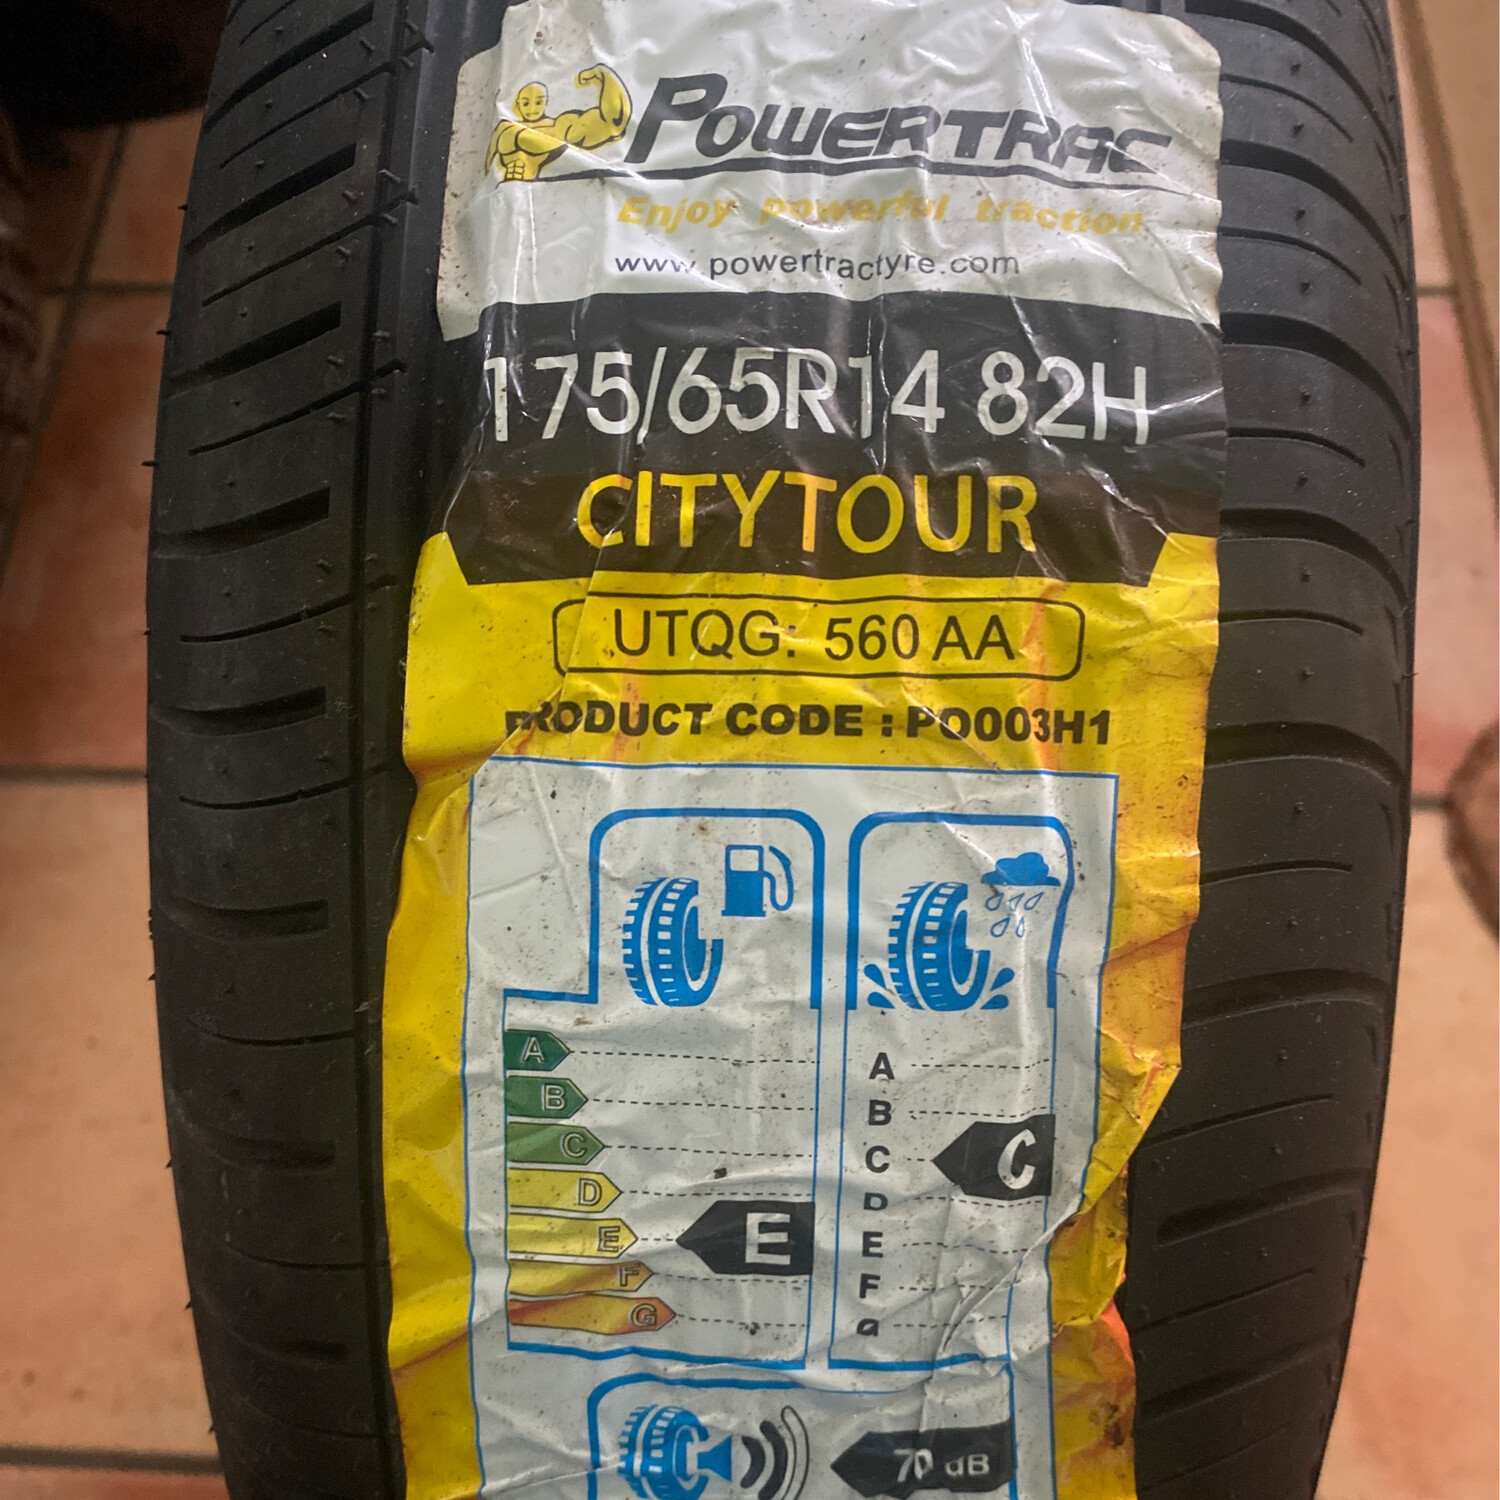 POWERTRAC
Enjoy powerful traction
www.powertractyre.com
175/65R14 82H
CITYTOUR
UTQG: 560 AA
PRODUCT CODE : PO003H1
A
B
C
D
E
F
G
E
A
B
C
D
E
F
G
C
70 dB